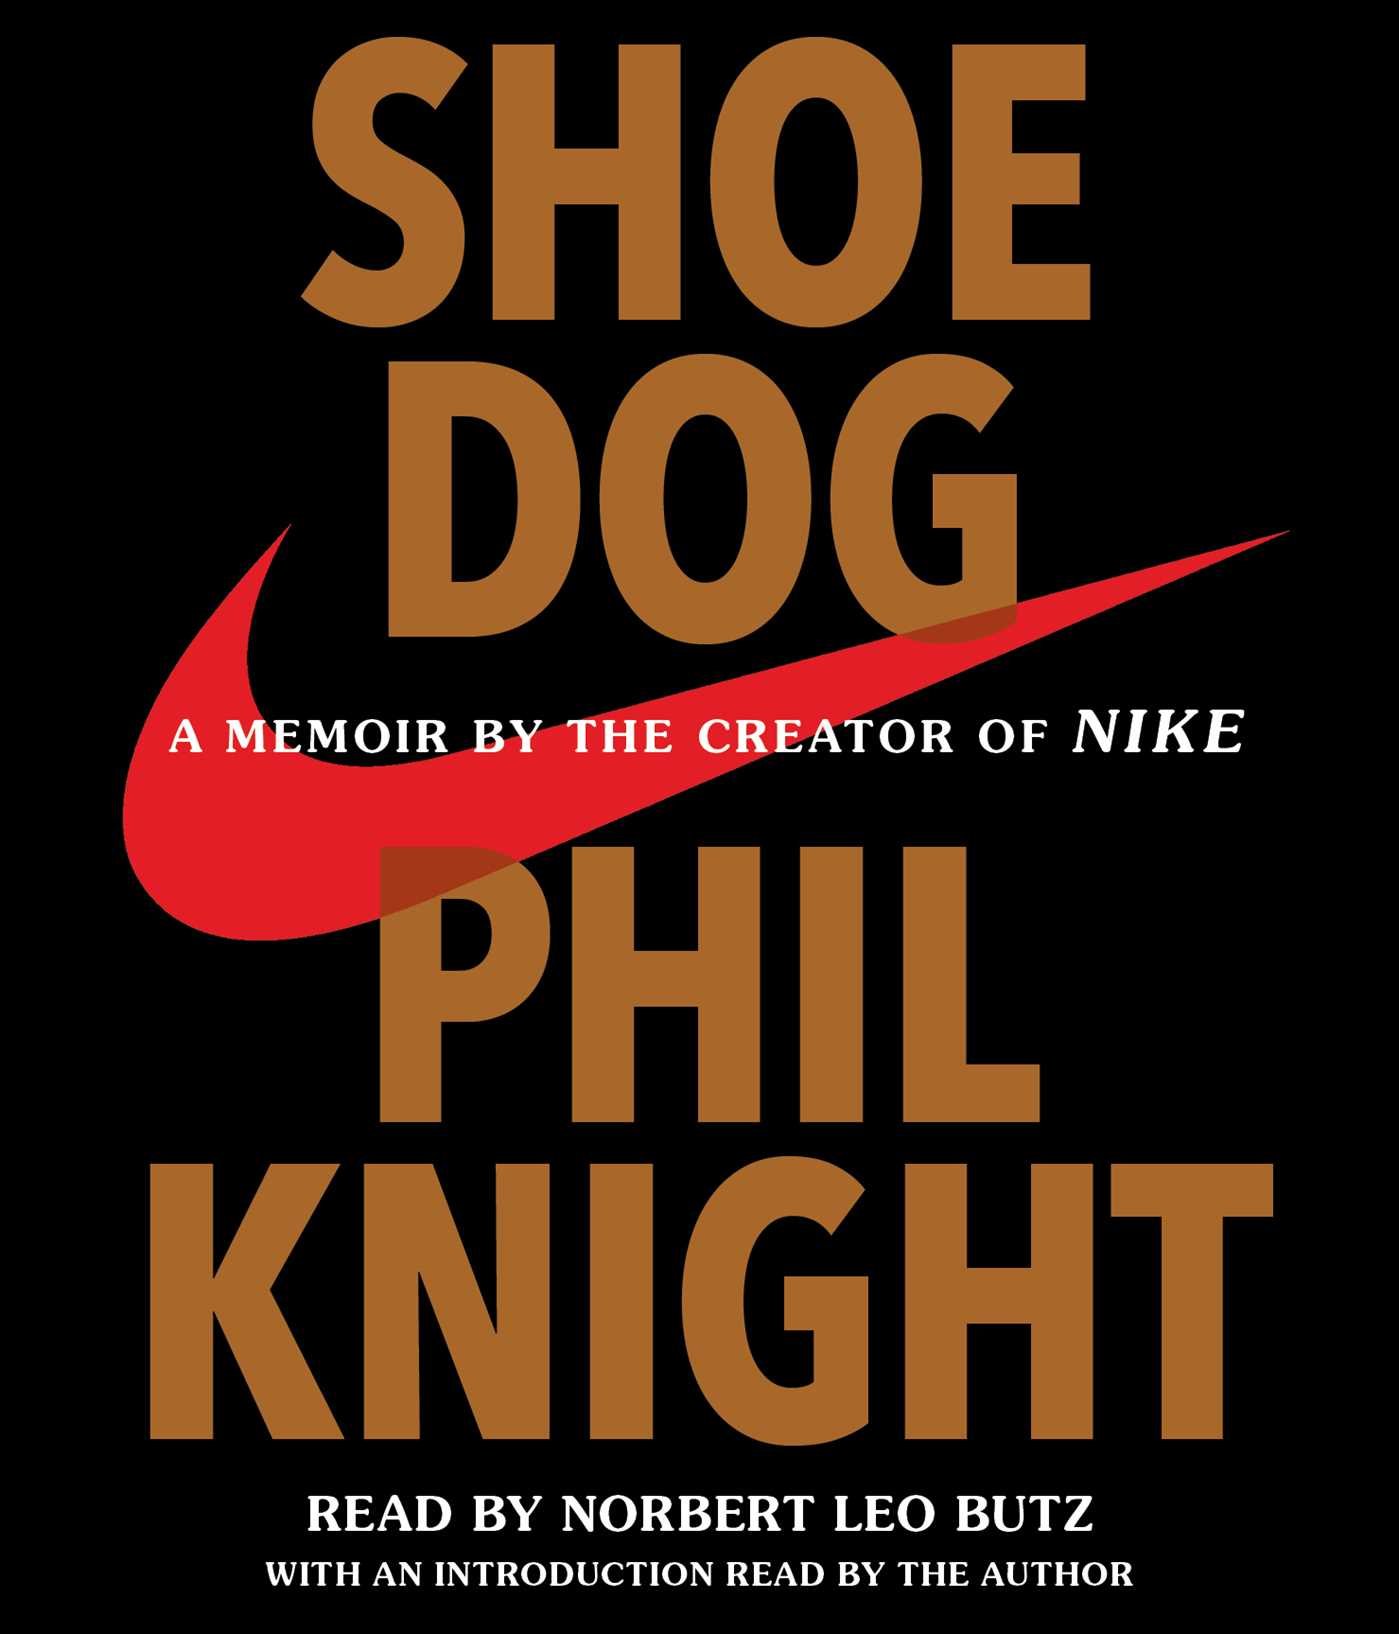 SHOE
DOG
A MEMOIR BY THE CREATOR OF NIKE
PHIL
KNIGHT
READ BY NORBERT LEO BUTZ
WITH AN INTRODUCTION READ BY THE AUTHOR